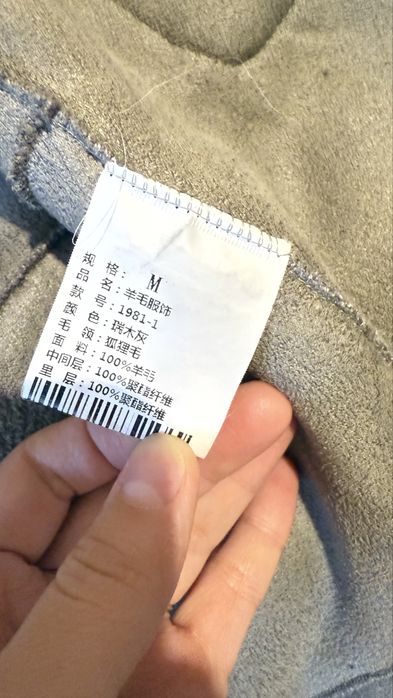 规 格：M
品 名：羊毛服饰
款 号：1981-1
颜 色：瑞木灰
毛 领：狐狸毛
面 料：100%羊毛
中间层：100%聚酯纤维
里 层：100%聚酯纤维